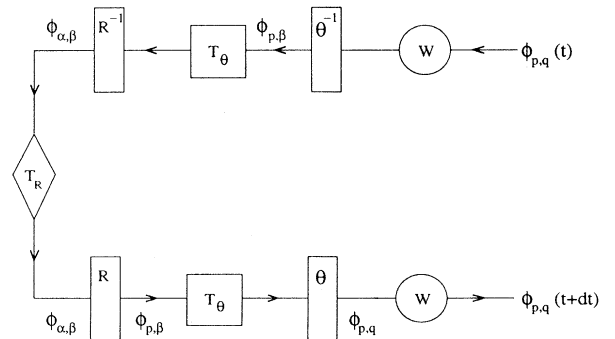 ϕα,β R⁻¹ Tθ ϕp,β θ⁻¹ W ϕp,q (t)
TR
ϕα,β R ϕp,β Tθ θ ϕp,q W ϕp,q (t+dt)